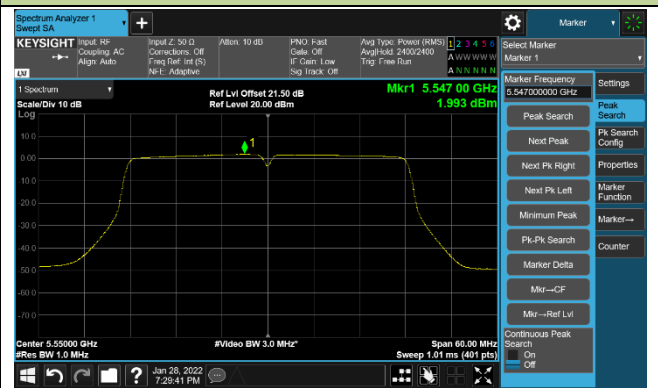 Spectrum Analyzer 1
Swept SA
+
Marker
KEYSIGHT
Input: RF
Coupling: AC
Align: Auto
Input Z: 50 Ω
Corrections: Off
Freq Ref: Int (S)
NFE: Adaptive
Atten: 10 dB
PNO: Fast
Gate: Off
IF Gain: Low
Sig Track: Off
Avg Type: Power (RMS)
Avg|Hold: 2400/2400
Trig: Free Run
1 2 3 4 5 6
A W W W W W
A N N N N N
LXI
Select Marker
Marker 1
1 Spectrum
Scale/Div 10 dB
Log
Ref Lvl Offset 21.50 dB
Ref Level 20.00 dBm
Mkr1 5.547 00 GHz
1.993 dBm
10.0
0.00
-10.0
-20.0
-30.0
-40.0
-50.0
-60.0
-70.0
1
Center 5.55000 GHz
#Res BW 1.0 MHz
#Video BW 3.0 MHz*
Span 60.00 MHz
Sweep 1.01 ms (401 pts)
Marker Frequency
5.547000000 GHz
Peak Search
Next Peak
Next Pk Right
Next Pk Left
Minimum Peak
Pk-Pk Search
Marker Delta
Mkr→CF
Mkr→Ref Lvl
Continuous Peak
Search
On
Off
Settings
Peak
Search
Pk Search
Config
Properties
Marker
Function
Marker→
Counter
?
Jan 28, 2022
7:29:41 PM